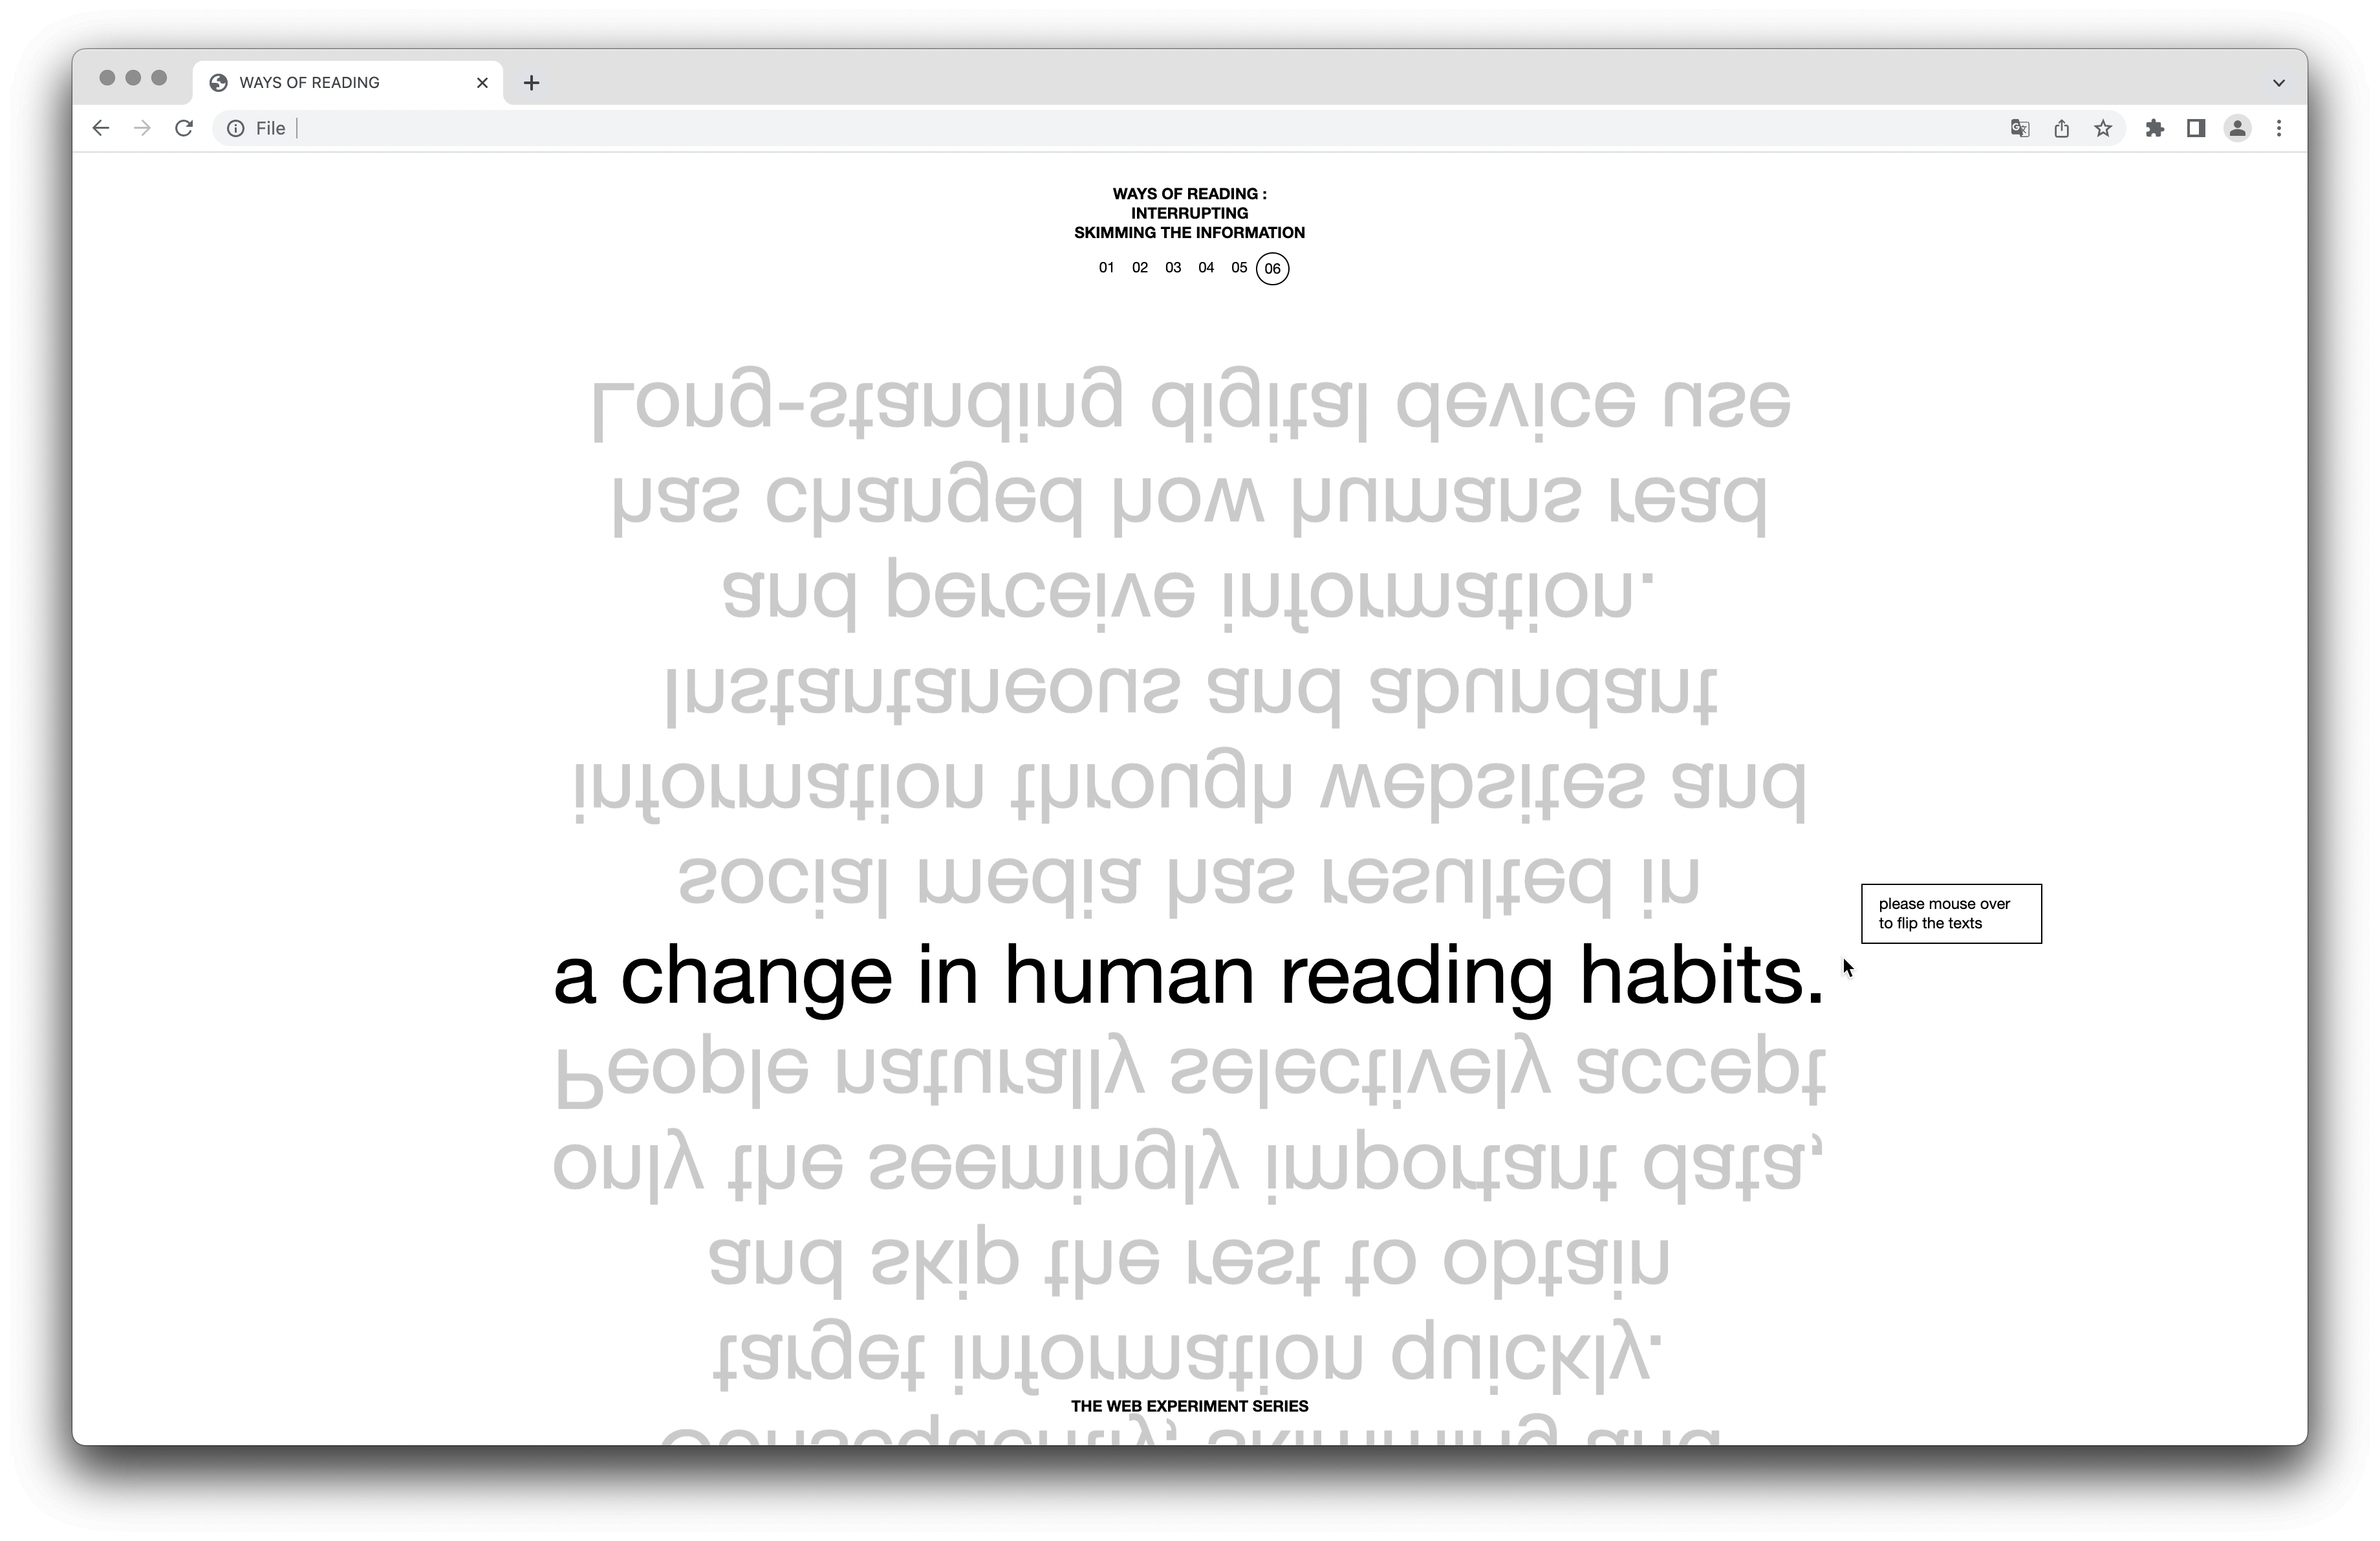 WAYS OF READING
File
WAYS OF READING :
INTERRUPTING
SKIMMING THE INFORMATION
01 02 03 04 05 06
Long-standing digital device use
has changed how humans read
and perceive information.
Instantaneous and abundant
information through websites and
social media has resulted in
please mouse over
to flip the texts
a change in human reading habits.
People naturally selectively accept
only the seemingly important data,
and skip the rest to obtain
target information quickly.
THE WEB EXPERIMENT SERIES
Consequently, skimming and